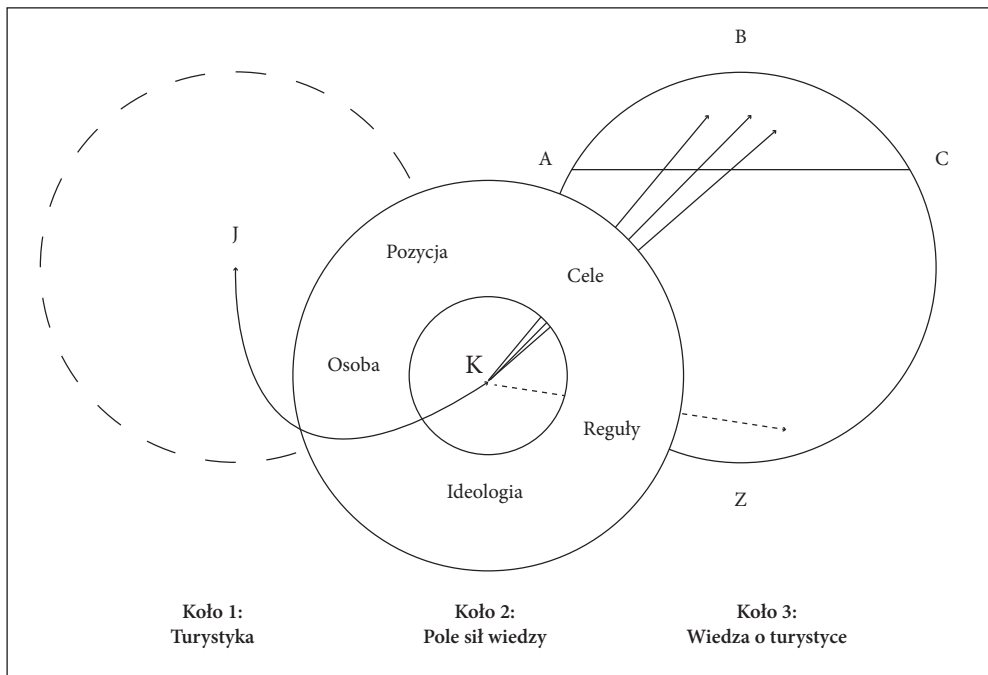 B
A
C
J
Pozycja
Cele
Osoba
K
Reguły
Ideologia
Z
Koło 1:
Turystyka
Koło 2:
Pole sił wiedzy
Koło 3:
Wiedza o turystyce